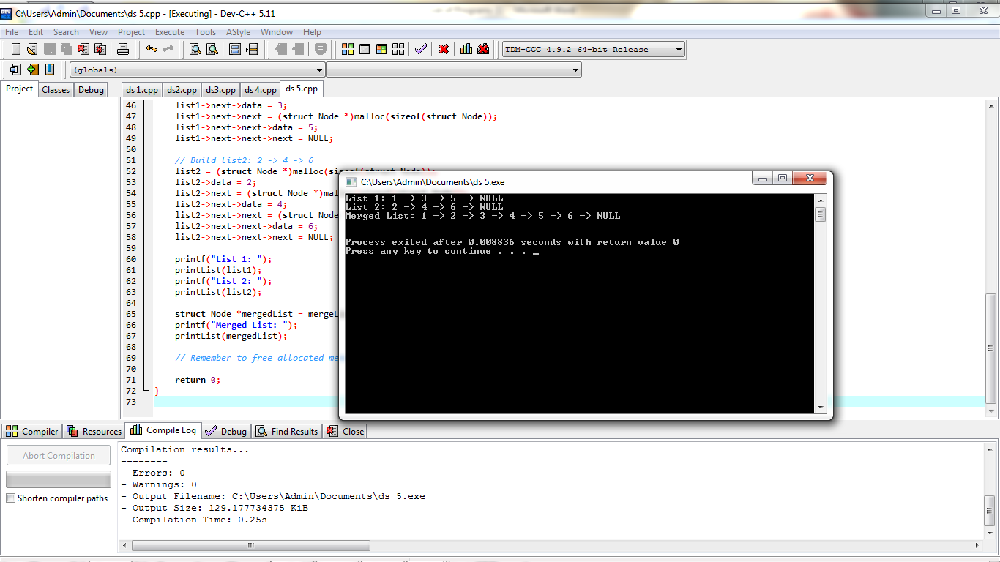 C:\Users\Admin\Documents\ds 5.cpp - [Executing] - Dev-C++ 5.11
File Edit Search View Project Execute Tools AStyle Window Help
TDM-GCC 4.9.2 64-bit Release
(globals)
Project Classes Debug
ds 1.cpp ds2.cpp ds3.cpp ds 4.cpp ds 5.cpp
46 list1->next->data = 3;
47 list1->next->next = (struct Node *)malloc(sizeof(struct Node));
48 list1->next->next->data = 5;
49 list1->next->next->next = NULL;
50
51 // Build list2: 2 -> 4 -> 6
52 list2 = (struct Node *)malloc(sizeof(struct Node));
53 list2->data = 2;
54 list2->next = (struct Node *)mal
55 list2->next->data = 4;
56 list2->next->next = (struct Node
57 list2->next->next->data = 6;
58 list2->next->next->next = NULL;
59
60 printf("List 1: ");
61 printList(list1);
62 printf("List 2: ");
63 printList(list2);
64
65 struct Node *mergedList = mergeL
66 printf("Merged List: ");
67 printList(mergedList);
68
69 // Remember to free allocated me
70
71 return 0;
72 }
73
C:\Users\Admin\Documents\ds 5.exe
List 1: 1 -> 3 -> 5 -> NULL
List 2: 2 -> 4 -> 6 -> NULL
Merged List: 1 -> 2 -> 3 -> 4 -> 5 -> 6 -> NULL
--------------------------------
Process exited after 0.008836 seconds with return value 0
Press any key to continue . . . _
Compiler Resources Compile Log Debug Find Results Close
Abort Compilation
Shorten compiler paths
Compilation results...
--------
- Errors: 0
- Warnings: 0
- Output Filename: C:\Users\Admin\Documents\ds 5.exe
- Output Size: 129.177734375 KiB
- Compilation Time: 0.25s